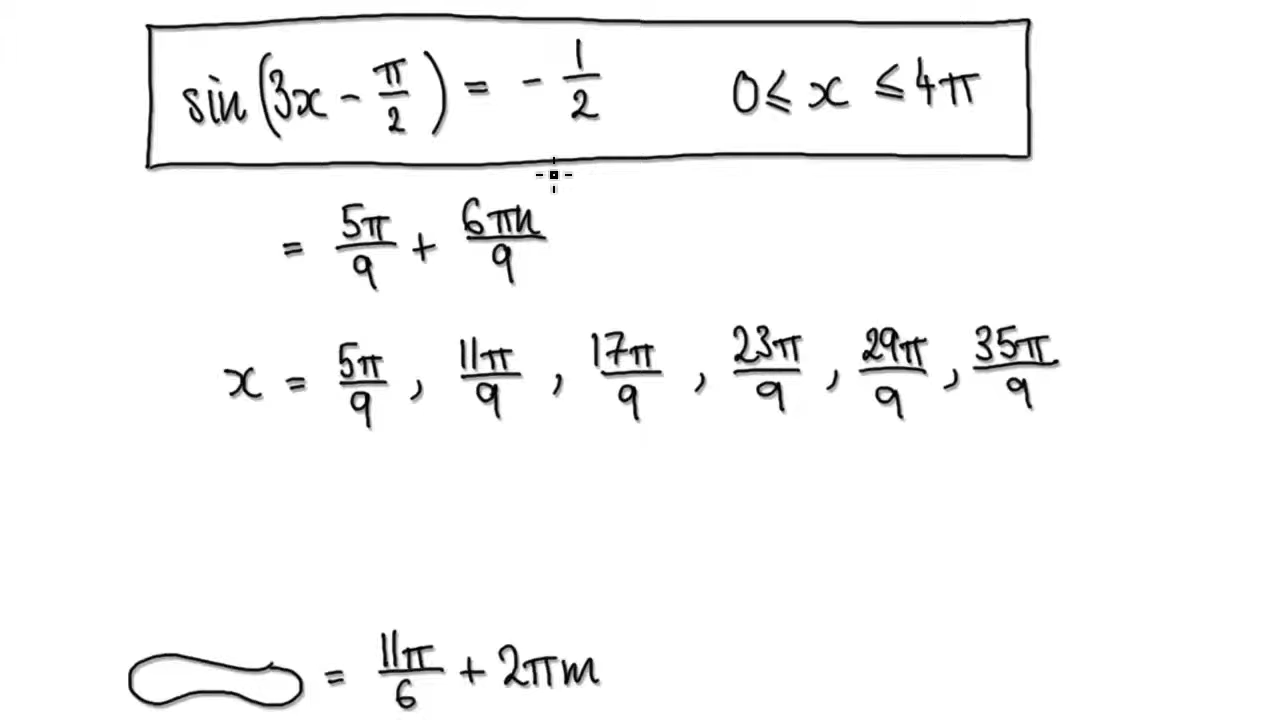 sin(3x - π/2) = - 1/2 0 ≤ x ≤ 4π
= 5π/9 + 6πn/9
x = 5π/9 , 11π/9 , 17π/9 , 23π/9 , 29π/9 , 35π/9
= 11π/6 + 2πm